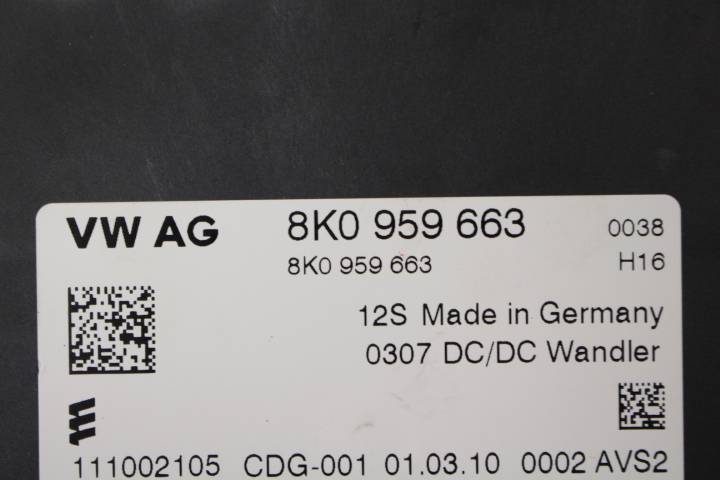 VW AG 8K0 959 663 0038
8K0 959 663 H16
12S Made in Germany
0307 DC/DC Wandler
111002105 CDG-001 01.03.10 0002 AVS2